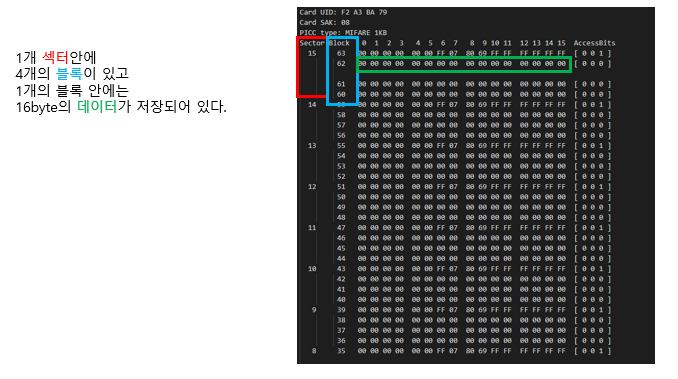 1개 섹터안에
4개의 블록이 있고
1개의 블록 안에는
16byte의 데이터가 저장되어 있다.
Card UID: F2 A3 BA 79
Card SAK: 08
PICC type: MIFARE 1KB
Sector Block 0 1 2 3 4 5 6 7 8 9 10 11 12 13 14 15 AccessBits
15 63 00 00 00 00 00 00 FF 07 80 69 FF FF FF FF FF FF [ 0 0 1 ]
62 00 00 00 00 00 00 00 00 00 00 00 00 00 00 00 00 [ 0 0 0 ]
61 00 00 00 00 00 00 00 00 00 00 00 00 00 00 00 00 [ 0 0 0 ]
60 00 00 00 00 00 00 00 00 00 00 00 00 00 00 00 00 [ 0 0 0 ]
14 59 00 00 00 00 00 00 FF 07 80 69 FF FF FF FF FF FF [ 0 0 1 ]
58 00 00 00 00 00 00 00 00 00 00 00 00 00 00 00 00 [ 0 0 0 ]
57 00 00 00 00 00 00 00 00 00 00 00 00 00 00 00 00 [ 0 0 0 ]
56 00 00 00 00 00 00 00 00 00 00 00 00 00 00 00 00 [ 0 0 0 ]
13 55 00 00 00 00 00 00 FF 07 80 69 FF FF FF FF FF FF [ 0 0 1 ]
54 00 00 00 00 00 00 00 00 00 00 00 00 00 00 00 00 [ 0 0 0 ]
53 00 00 00 00 00 00 00 00 00 00 00 00 00 00 00 00 [ 0 0 0 ]
52 00 00 00 00 00 00 00 00 00 00 00 00 00 00 00 00 [ 0 0 0 ]
12 51 00 00 00 00 00 00 FF 07 80 69 FF FF FF FF FF FF [ 0 0 1 ]
50 00 00 00 00 00 00 00 00 00 00 00 00 00 00 00 00 [ 0 0 0 ]
49 00 00 00 00 00 00 00 00 00 00 00 00 00 00 00 00 [ 0 0 0 ]
48 00 00 00 00 00 00 00 00 00 00 00 00 00 00 00 00 [ 0 0 0 ]
11 47 00 00 00 00 00 00 FF 07 80 69 FF FF FF FF FF FF [ 0 0 1 ]
46 00 00 00 00 00 00 00 00 00 00 00 00 00 00 00 00 [ 0 0 0 ]
45 00 00 00 00 00 00 00 00 00 00 00 00 00 00 00 00 [ 0 0 0 ]
44 00 00 00 00 00 00 00 00 00 00 00 00 00 00 00 00 [ 0 0 0 ]
10 43 00 00 00 00 00 00 FF 07 80 69 FF FF FF FF FF FF [ 0 0 1 ]
42 00 00 00 00 00 00 00 00 00 00 00 00 00 00 00 00 [ 0 0 0 ]
41 00 00 00 00 00 00 00 00 00 00 00 00 00 00 00 00 [ 0 0 0 ]
40 00 00 00 00 00 00 00 00 00 00 00 00 00 00 00 00 [ 0 0 0 ]
9 39 00 00 00 00 00 00 FF 07 80 69 FF FF FF FF FF FF [ 0 0 1 ]
38 00 00 00 00 00 00 00 00 00 00 00 00 00 00 00 00 [ 0 0 0 ]
37 00 00 00 00 00 00 00 00 00 00 00 00 00 00 00 00 [ 0 0 0 ]
36 00 00 00 00 00 00 00 00 00 00 00 00 00 00 00 00 [ 0 0 0 ]
8 35 00 00 00 00 00 00 FF 07 80 69 FF FF FF FF FF FF [ 0 0 1 ]